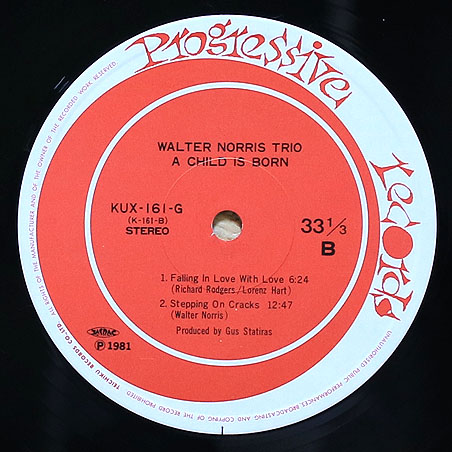 Progressive
records
WALTER NORRIS TRIO
A CHILD IS BORN
KUX-161-G
(K-161-B)
STEREO
33 1/3
B
1. Falling In Love With Love 6:24
(Richard Rodgers/Lorenz Hart)
2. Stepping On Cracks 12:47
(Walter Norris)
Produced by Gus Statiras
Ⓟ 1981
ALL RIGHTS OF THE MANUFACTURER AND OF THE OWNER OF THE RECORDED WORK RESERVED.
UNAUTHORISED PUBLIC PERFORMANCES BROADCASTING AND COPYING OF THE RECORD PROHIBITED
TEICHIKU RECORDS CO.,LTD.